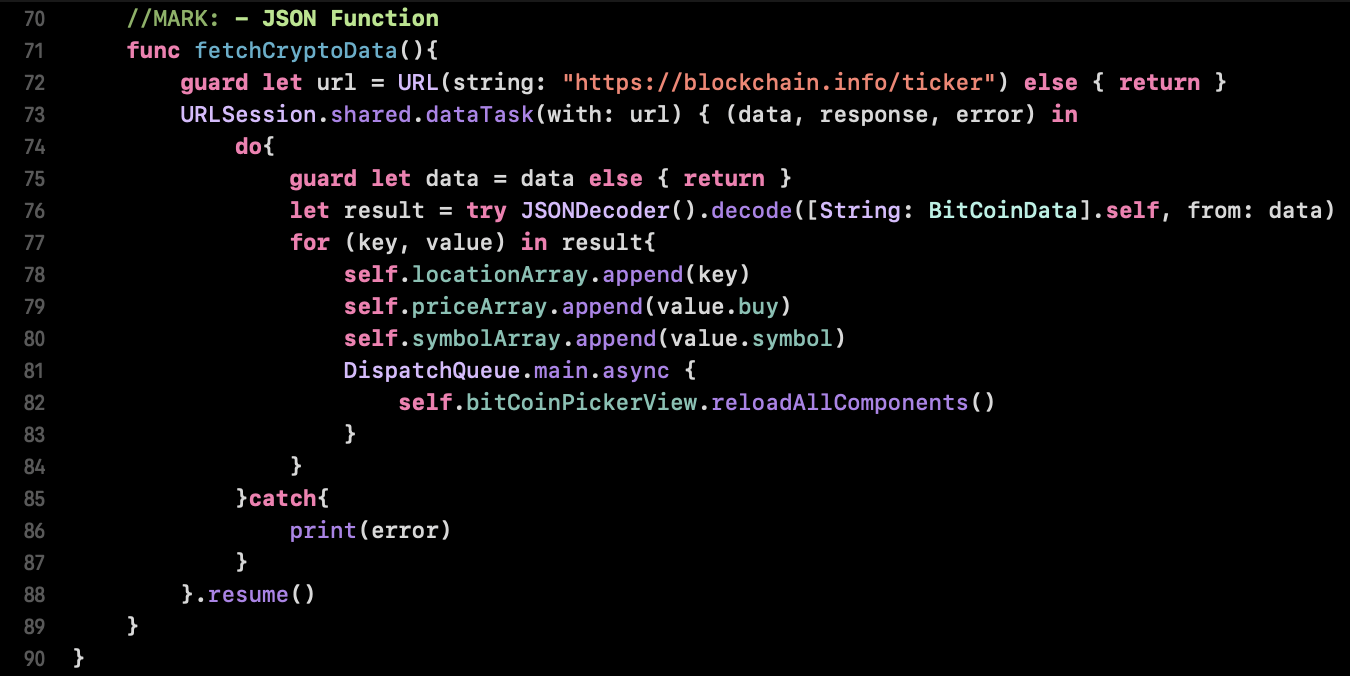 70     //MARK: – JSON Function
71     func fetchCryptoData(){
72         guard let url = URL(string: "https://blockchain.info/ticker") else { return }
73         URLSession.shared.dataTask(with: url) { (data, response, error) in
74             do{
75                 guard let data = data else { return }
76                 let result = try JSONDecoder().decode([String: BitCoinData].self, from: data)
77                 for (key, value) in result{
78                     self.locationArray.append(key)
79                     self.priceArray.append(value.buy)
80                     self.symbolArray.append(value.symbol)
81                     DispatchQueue.main.async {
82                         self.bitCoinPickerView.reloadAllComponents()
83                     }
84                 }
85             }catch{
86                 print(error)
87             }
88         }.resume()
89     }
90 }